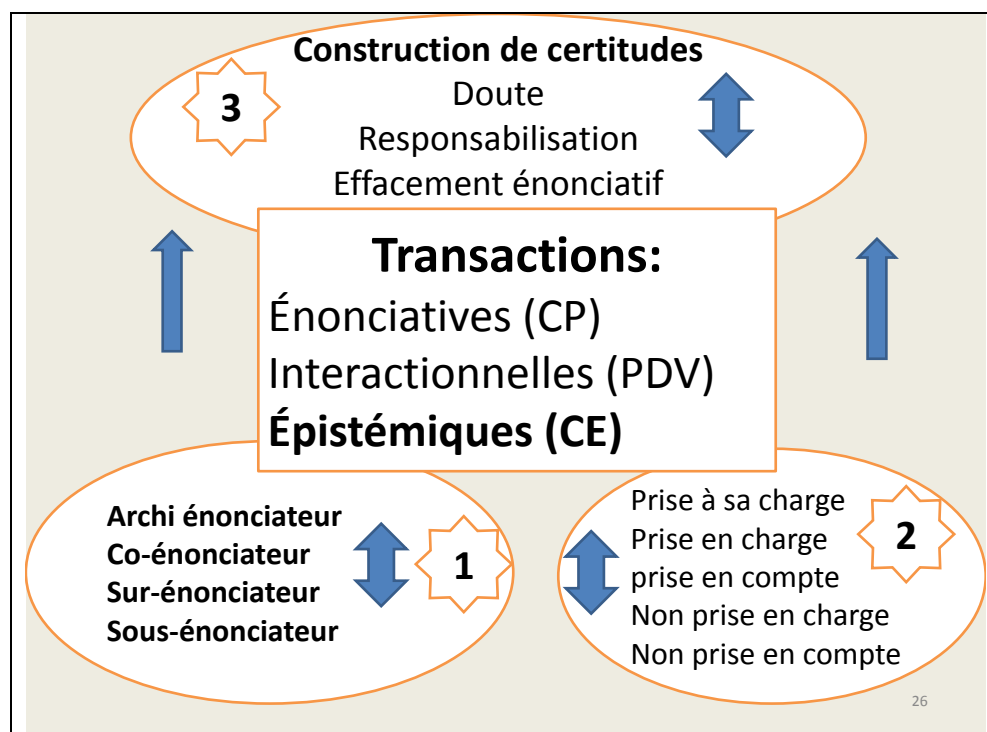 Construction de certitudes
Doute
Responsabilisation
Effacement énonciatif
3
Transactions:
Énonciatives (CP)
Interactionnelles (PDV)
Épistémiques (CE)
Archi énonciateur
Co-énonciateur
Sur-énonciateur
Sous-énonciateur
1
Prise à sa charge
Prise en charge
prise en compte
Non prise en charge
Non prise en compte
2
26